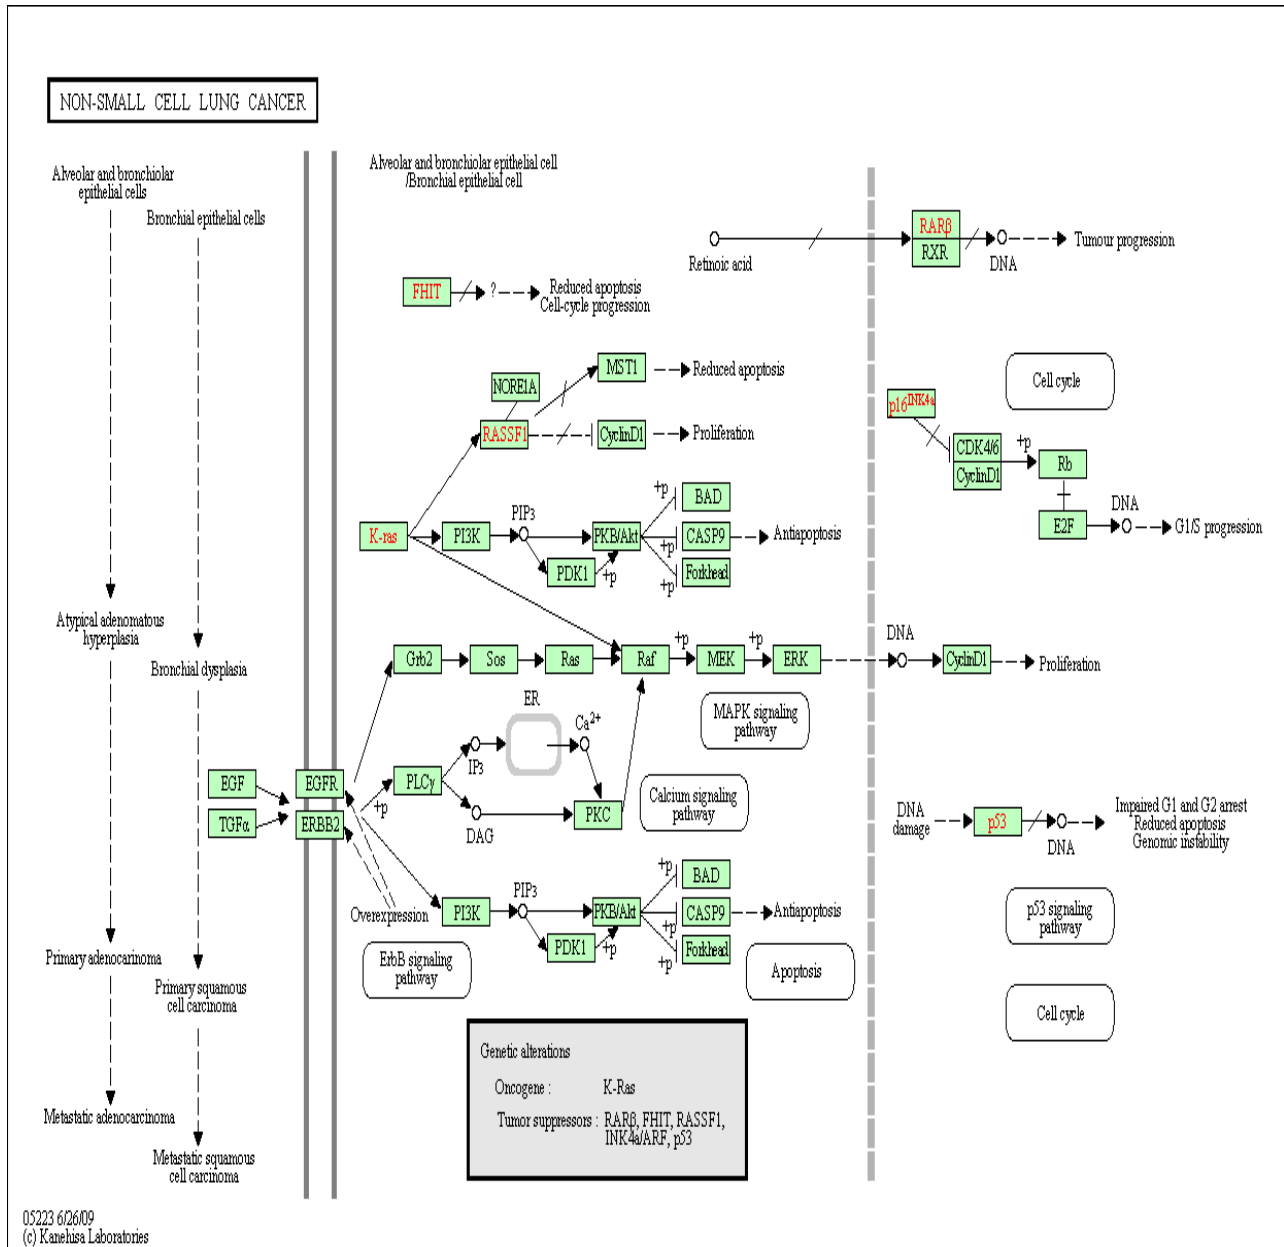 NON-SMALL CELL LUNG CANCER
Alveolar and bronchiolar
epithelial cells
Bronchial epithelial cells
Atypical adenomatous
hyperplasia
Bronchial dysplasia
Primary adenocarinoma
Primary squamous
cell carcinoma
Metastatic adenocarcinoma
Metastatic squamous
cell carcinoma
Alveolar and bronchiolar epithelial cell
/Bronchial epithelial cell
Retinoic acid
RARβ
RXR
DNA
Tumour progression
FHIT
?
Reduced apoptosis
Cell-cycle progression
NORE1A
MST1
Reduced apoptosis
RASSF1
CyclinD1
Proliferation
Cell cycle
p16INK4a
CDK4/6
CyclinD1
+p
Rb
E2F
DNA
G1/S progression
K-ras
PI3K
PIP3
PDK1
+p
PKB/Akt
+p
+p
+p
BAD
CASP9
Forkhead
Antiapoptosis
Grb2
Sos
Ras
Raf
+p
MEK
+p
ERK
DNA
CyclinD1
Proliferation
MAPK signaling
pathway
ER
Ca2+
IP3
EGF
TGFα
EGFR
ERBB2
+p
PLCγ
DAG
PKC
Calcium signaling
pathway
DNA
damage
p53
DNA
Impaired G1 and G2 arrest
Reduced apoptosis
Genomic instability
Overexpression
PI3K
PIP3
PDK1
+p
PKB/Akt
+p
+p
+p
BAD
CASP9
Forkhead
Antiapoptosis
ErbB signaling
pathway
Apoptosis
p53 signaling
pathway
Cell cycle
Genetic alterations
Oncogene : K-Ras
Tumor suppressors : RARβ, FHIT, RASSF1,
INK4a/ARF, p53
05223 6/26/09
(c) Kanehisa Laboratories